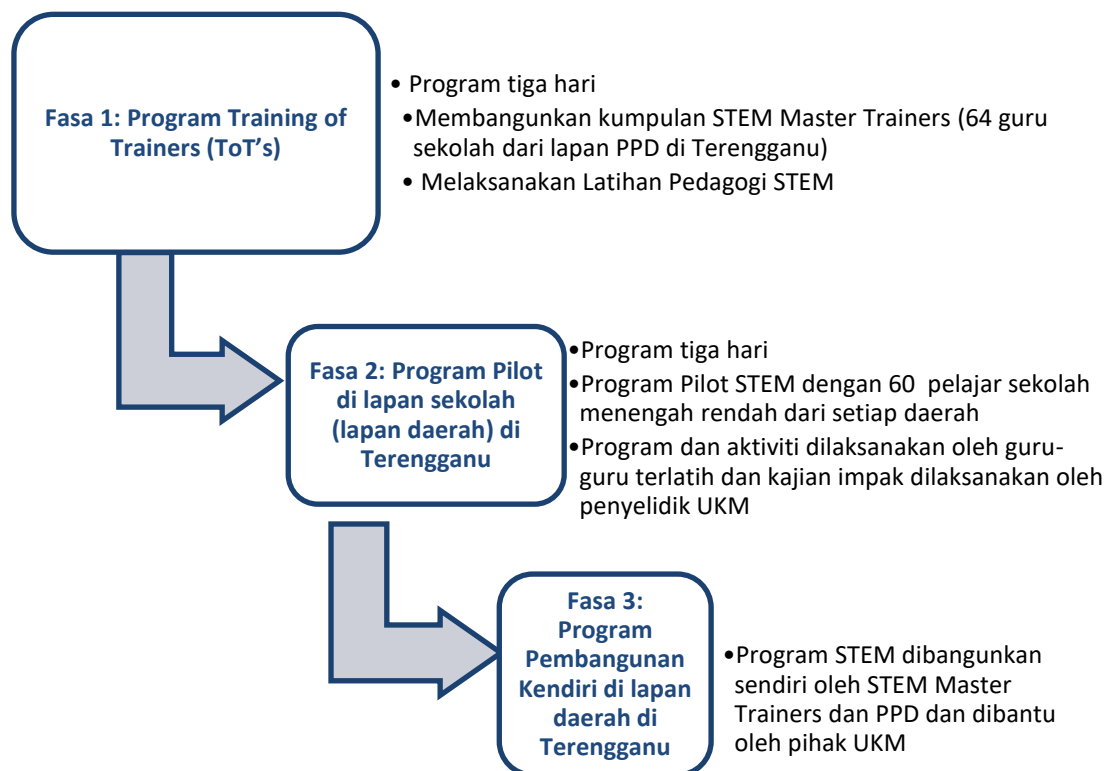 Fasa 1: Program Training of
Trainers (ToT’s)
• Program tiga hari
•Membangunkan kumpulan STEM Master Trainers (64 guru
sekolah dari lapan PPD di Terengganu)
• Melaksanakan Latihan Pedagogi STEM
Fasa 2: Program Pilot
di lapan sekolah
(lapan daerah) di
Terengganu
•Program tiga hari
•Program Pilot STEM dengan 60 pelajar sekolah
menengah rendah dari setiap daerah
•Program dan aktiviti dilaksanakan oleh guru-
guru terlatih dan kajian impak dilaksanakan oleh
penyelidik UKM
Fasa 3:
Program
Pembangunan
Kendiri di lapan
daerah di
Terengganu
•Program STEM dibangunkan
sendiri oleh STEM Master
Trainers dan PPD dan dibantu
oleh pihak UKM